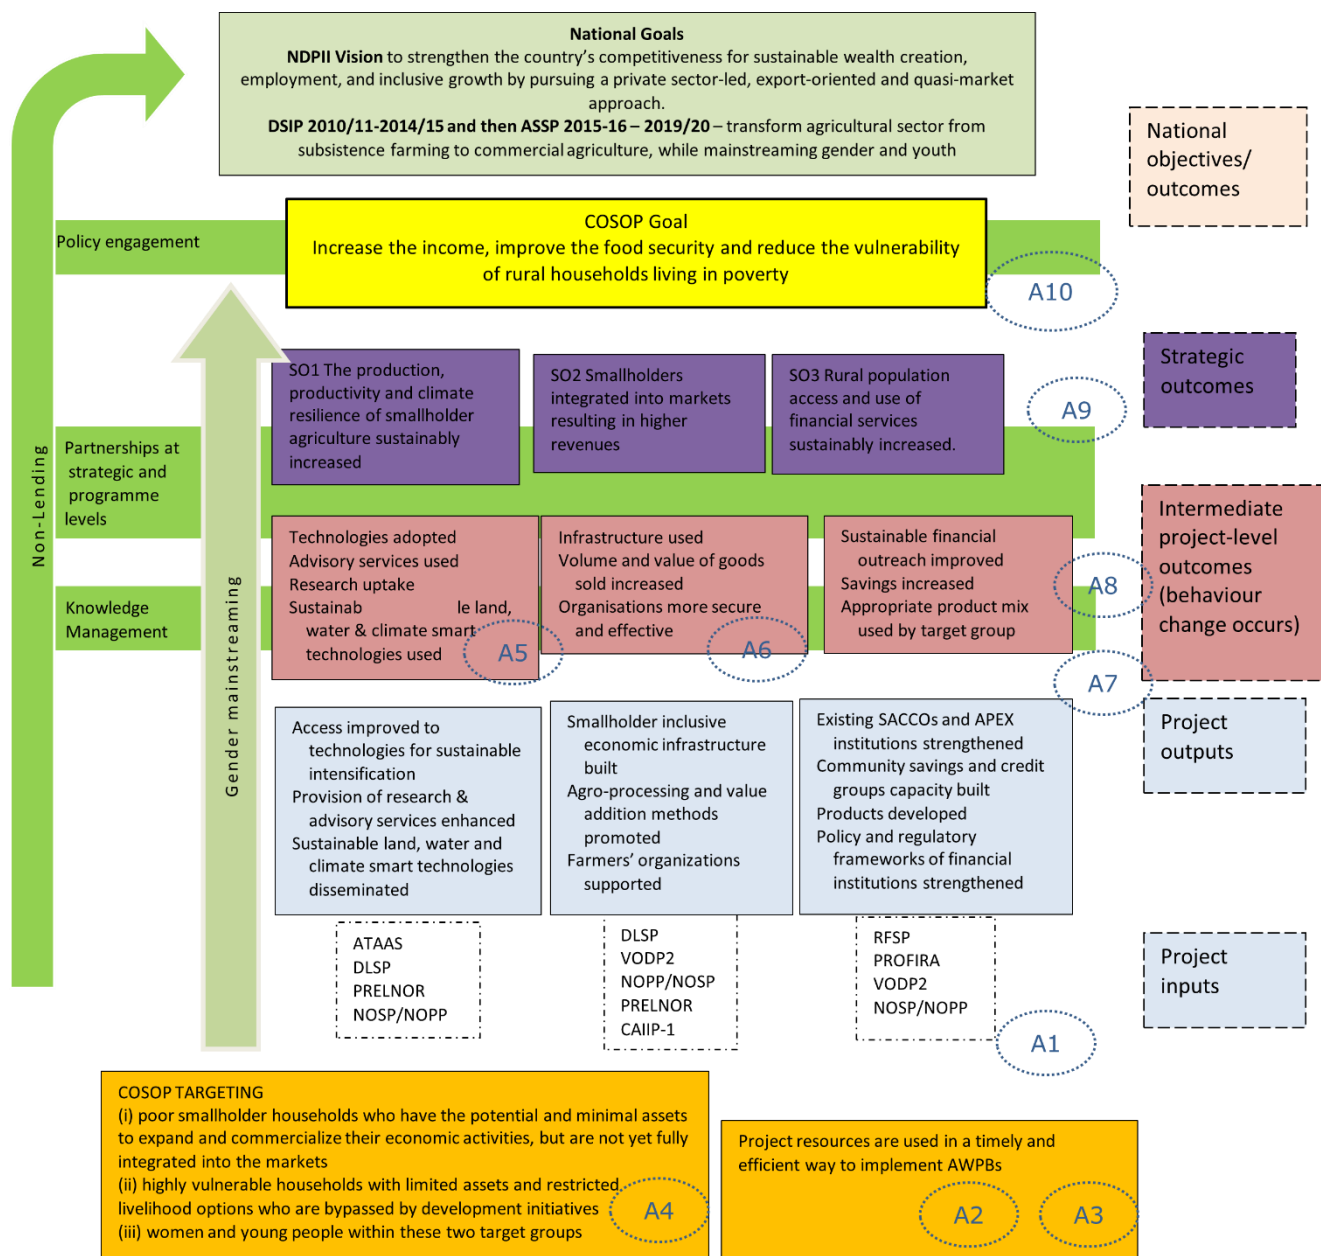 National Goals
NDPII Vision to strengthen the country's competitiveness for sustainable wealth creation,
employment, and inclusive growth by pursuing a private sector-led, export-oriented and quasi-market
approach.
DSIP 2010/11-2014/15 and then ASSP 2015-16 – 2019/20 – transform agricultural sector from
subsistence farming to commercial agriculture, while mainstreaming gender and youth
National
objectives/
outcomes
Policy engagement
COSOP Goal
Increase the income, improve the food security and reduce the vulnerability
of rural households living in poverty
A10
Non-Lending
Gender mainstreaming
SO1 The production,
productivity and climate
resilience of smallholder
agriculture sustainably
increased
SO2 Smallholders
integrated into markets
resulting in higher
revenues
SO3 Rural population
access and use of
financial services
sustainably increased.
A9
Strategic
outcomes
Partnerships at
strategic and
programme
levels
Technologies adopted
Advisory services used
Research uptake
Sustainab le land,
water & climate smart
technologies used
A5
Infrastructure used
Volume and value of goods
sold increased
Organisations more secure
and effective
A6
Sustainable financial
outreach improved
Savings increased
Appropriate product mix
used by target group
A8
A7
Intermediate
project-level
outcomes
(behaviour
change occurs)
Knowledge
Management
Access improved to
technologies for sustainable
intensification
Provision of research &
advisory services enhanced
Sustainable land, water and
climate smart technologies
disseminated
Smallholder inclusive
economic infrastructure
built
Agro-processing and value
addition methods
promoted
Farmers' organizations
supported
Existing SACCOs and APEX
institutions strengthened
Community savings and credit
groups capacity built
Products developed
Policy and regulatory
frameworks of financial
institutions strengthened
Project
outputs
ATAAS
DLSP
PRELNOR
NOSP/NOPP
DLSP
VODP2
NOPP/NOSP
PRELNOR
CAIIP-1
RFSP
PROFIRA
VODP2
NOSP/NOPP
A1
Project
inputs
COSOP TARGETING
(i) poor smallholder households who have the potential and minimal assets
to expand and commercialize their economic activities, but are not yet fully
integrated into the markets
(ii) highly vulnerable households with limited assets and restricted
livelihood options who are bypassed by development initiatives
(iii) women and young people within these two target groups
A4
Project resources are used in a timely and
efficient way to implement AWPBs
A2
A3